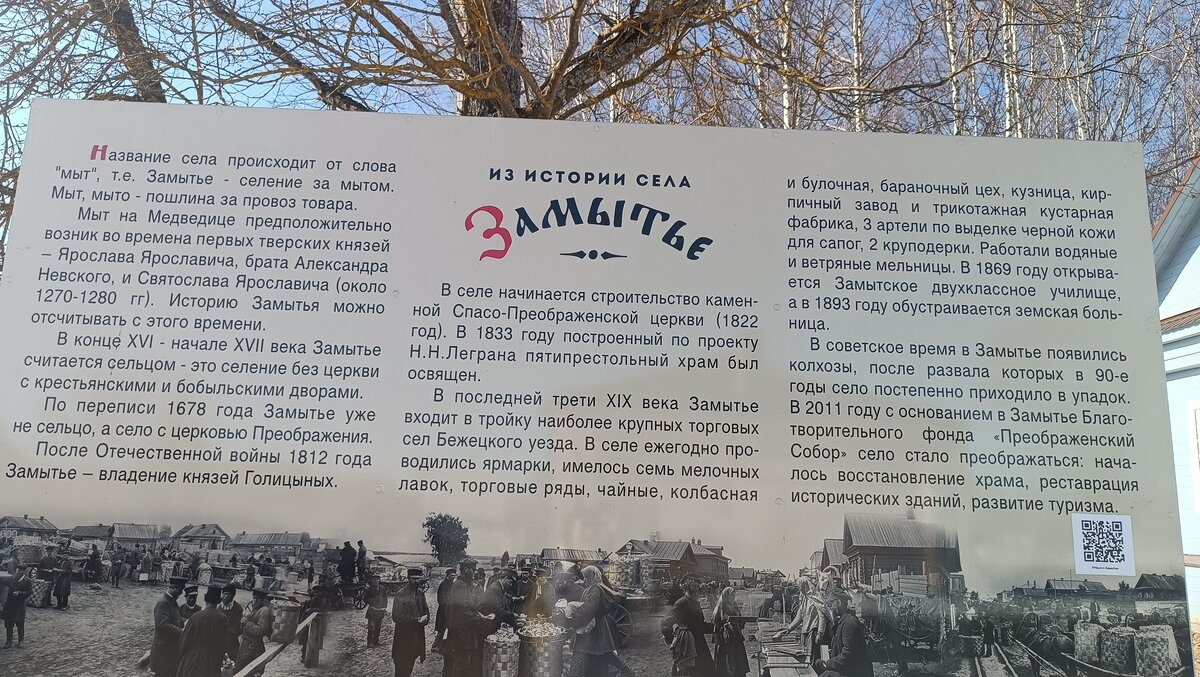 Название села происходит от слова
"мыт", т.е. Замытье - селение за мытом.
Мыт, мыто - пошлина за провоз товара.
Мыт на Медведице предположительно
возник во времена первых тверских князей
– Ярослава Ярославича, брата Александра
Невского, и Святослава Ярославича (около
1270-1280 гг). Историю Замытья можно
отсчитывать с этого времени.
В конце XVI - начале XVII века Замытье
считается сельцом - это селение без церкви
с крестьянскими и бобыльскими дворами.
По переписи 1678 года Замытье уже
не сельцо, а село с церковью Преображения.
После Отечественной войны 1812 года
Замытье – владение князей Голицыных.
ИЗ ИСТОРИИ СЕЛА
ЗАМЫТЬЕ
В селе начинается строительство камен-
ной Спасо-Преображенской церкви (1822
год). В 1833 году построенный по проекту
Н.Н.Леграна пятипрестольный храм был
освящен.
В последней трети XIX века Замытье
входит в тройку наиболее крупных торговых
сел Бежецкого уезда. В селе ежегодно про-
водились ярмарки, имелось семь мелочных
лавок, торговые ряды, чайные, колбасная
и булочная, бараночный цех, кузница, кир-
пичный завод и трикотажная кустарная
фабрика, 3 артели по выделке черной кожи
для сапог, 2 круподерки. Работали водяные
и ветряные мельницы. В 1869 году открыва-
ется Замытское двухклассное училище,
а в 1893 году обустраивается земская боль-
ница.
В советское время в Замытье появились
колхозы, после развала которых в 90-е
годы село постепенно приходило в упадок.
В 2011 году с основанием в Замытье Благо-
творительного фонда «Преображенский
Собор» село стало преображаться: нача-
лось восстановление храма, реставрация
исторических зданий, развитие туризма.
Отдых в Замытье